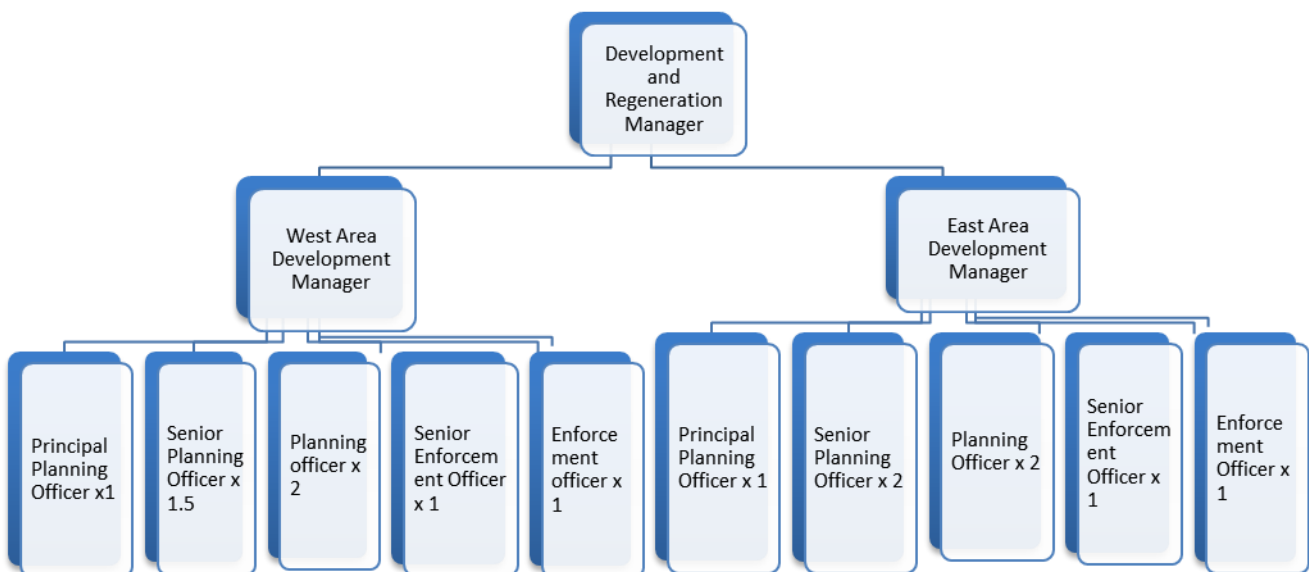 Development
and
Regeneration
Manager
West Area
Development
Manager
East Area
Development
Manager
Principal
Planning
Officer x1
Senior
Planning
Officer x
1.5
Planning
officer x
2
Senior
Enforcem
ent Officer
x 1
Enforce
ment
officer x
1
Principal
Planning
Officer x 1
Senior
Planning
Officer x 2
Planning
Officer x 2
Senior
Enforcem
ent
Officer x
1
Enforce
ment
Officer x
1